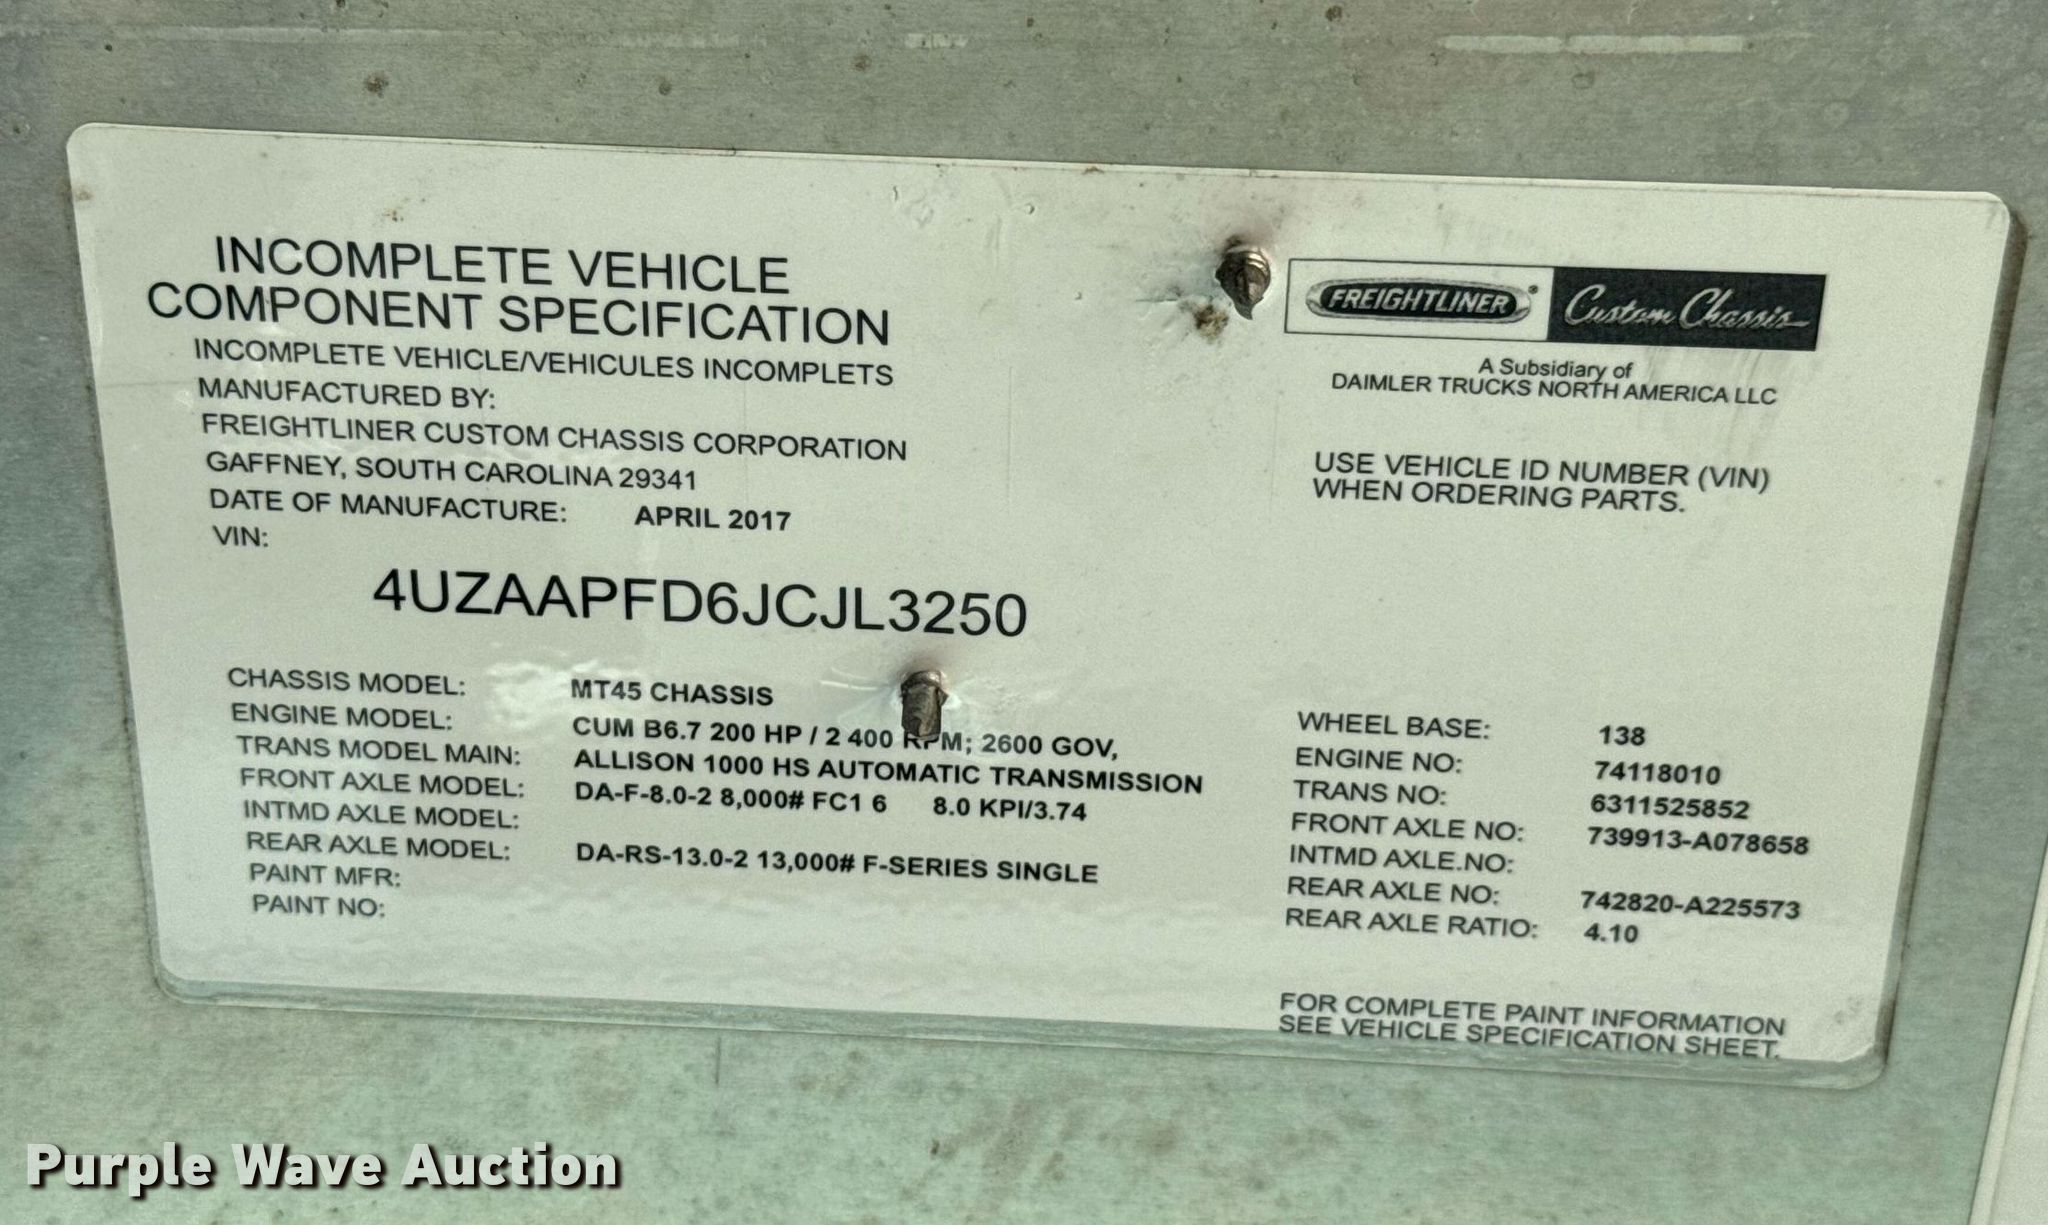 INCOMPLETE VEHICLE
COMPONENT SPECIFICATION
INCOMPLETE VEHICLE/VEHICULES INCOMPLETS
MANUFACTURED BY:
FREIGHTLINER CUSTOM CHASSIS CORPORATION
GAFFNEY, SOUTH CAROLINA 29341
DATE OF MANUFACTURE: APRIL 2017
VIN:
4UZAAPFD6JCJL3250
CHASSIS MODEL: MT45 CHASSIS
ENGINE MODEL: CUM B6.7 200 HP / 2 400 RPM; 2600 GOV,
TRANS MODEL MAIN: ALLISON 1000 HS AUTOMATIC TRANSMISSION
FRONT AXLE MODEL: DA-F-8.0-2 8,000# FC1 6 8.0 KPI/3.74
INTMD AXLE MODEL:
REAR AXLE MODEL: DA-RS-13.0-2 13,000# F-SERIES SINGLE
PAINT MFR:
PAINT NO:
FREIGHTLINER® Custom Chassis
A Subsidiary of
DAIMLER TRUCKS NORTH AMERICA LLC
USE VEHICLE ID NUMBER (VIN)
WHEN ORDERING PARTS.
WHEEL BASE: 138
ENGINE NO: 74118010
TRANS NO: 6311525852
FRONT AXLE NO: 739913-A078658
INTMD AXLE.NO:
REAR AXLE NO: 742820-A225573
REAR AXLE RATIO: 4.10
FOR COMPLETE PAINT INFORMATION
SEE VEHICLE SPECIFICATION SHEET.
Purple Wave Auction